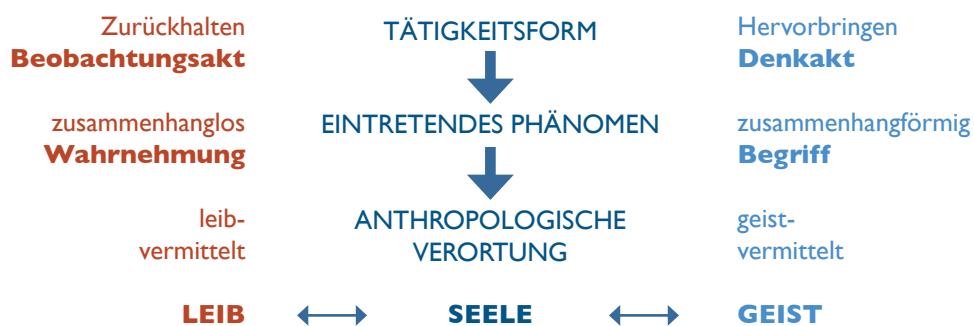 Zurückhalten TÄTIGKEITSFORM Hervorbringen
Beobachtungsakt Denkakt
zusammenhanglos EINTRETENDES PHÄNOMEN zusammenhangförmig
Wahrnehmung Begriff
leib- ANTHROPOLOGISCHE geist-
vermittelt VERORTUNG vermittelt
LEIB SEELE GEIST